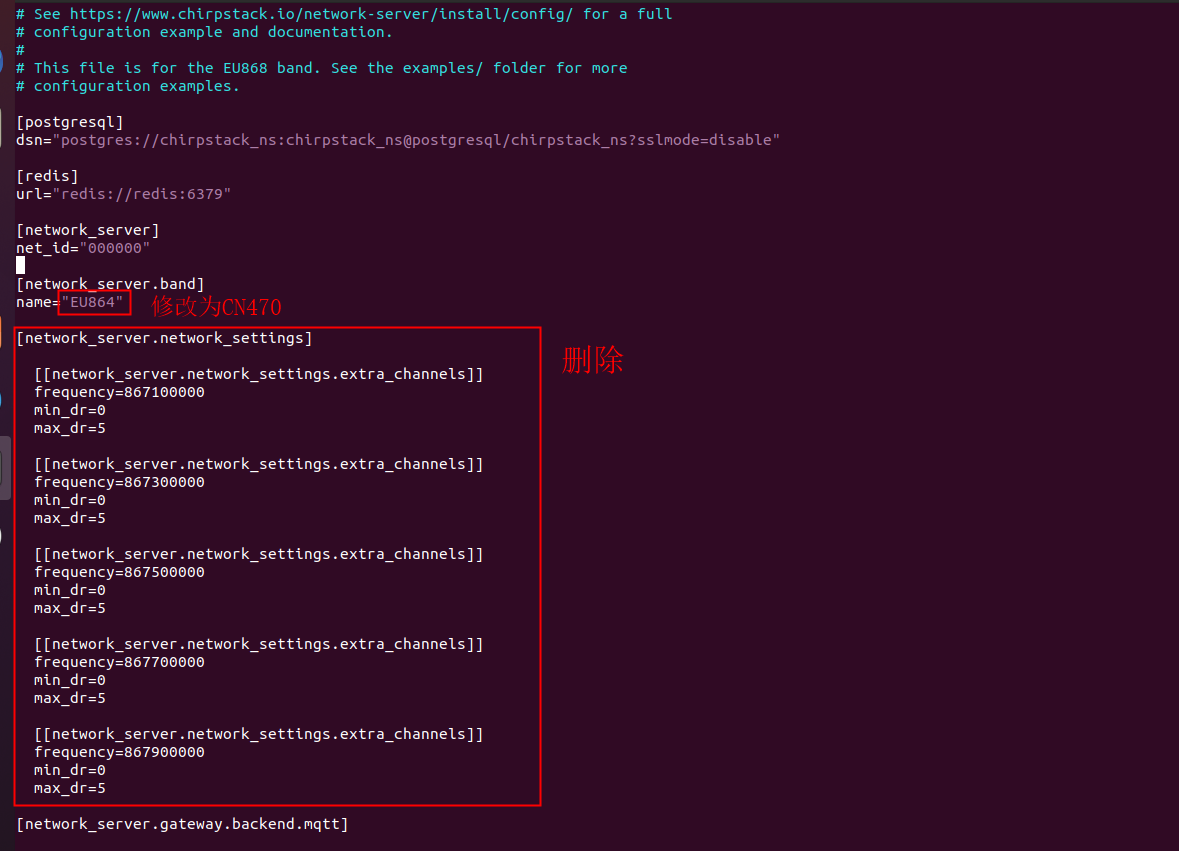 # See https://www.chirpstack.io/network-server/install/config/ for a full
# configuration example and documentation.
#
# This file is for the EU868 band. See the examples/ folder for more
# configuration examples.
[postgresql]
dsn="postgres://chirpstack_ns:chirpstack_ns@postgresql/chirpstack_ns?sslmode=disable"
[redis]
url="redis://redis:6379"
[network_server]
net_id="000000"
[network_server.band]
name="EU864" 修改为CN470
[network_server.network_settings]
删除
[[network_server.network_settings.extra_channels]]
frequency=867100000
min_dr=0
max_dr=5
[[network_server.network_settings.extra_channels]]
frequency=867300000
min_dr=0
max_dr=5
[[network_server.network_settings.extra_channels]]
frequency=867500000
min_dr=0
max_dr=5
[[network_server.network_settings.extra_channels]]
frequency=867700000
min_dr=0
max_dr=5
[[network_server.network_settings.extra_channels]]
frequency=867900000
min_dr=0
max_dr=5
[network_server.gateway.backend.mqtt]